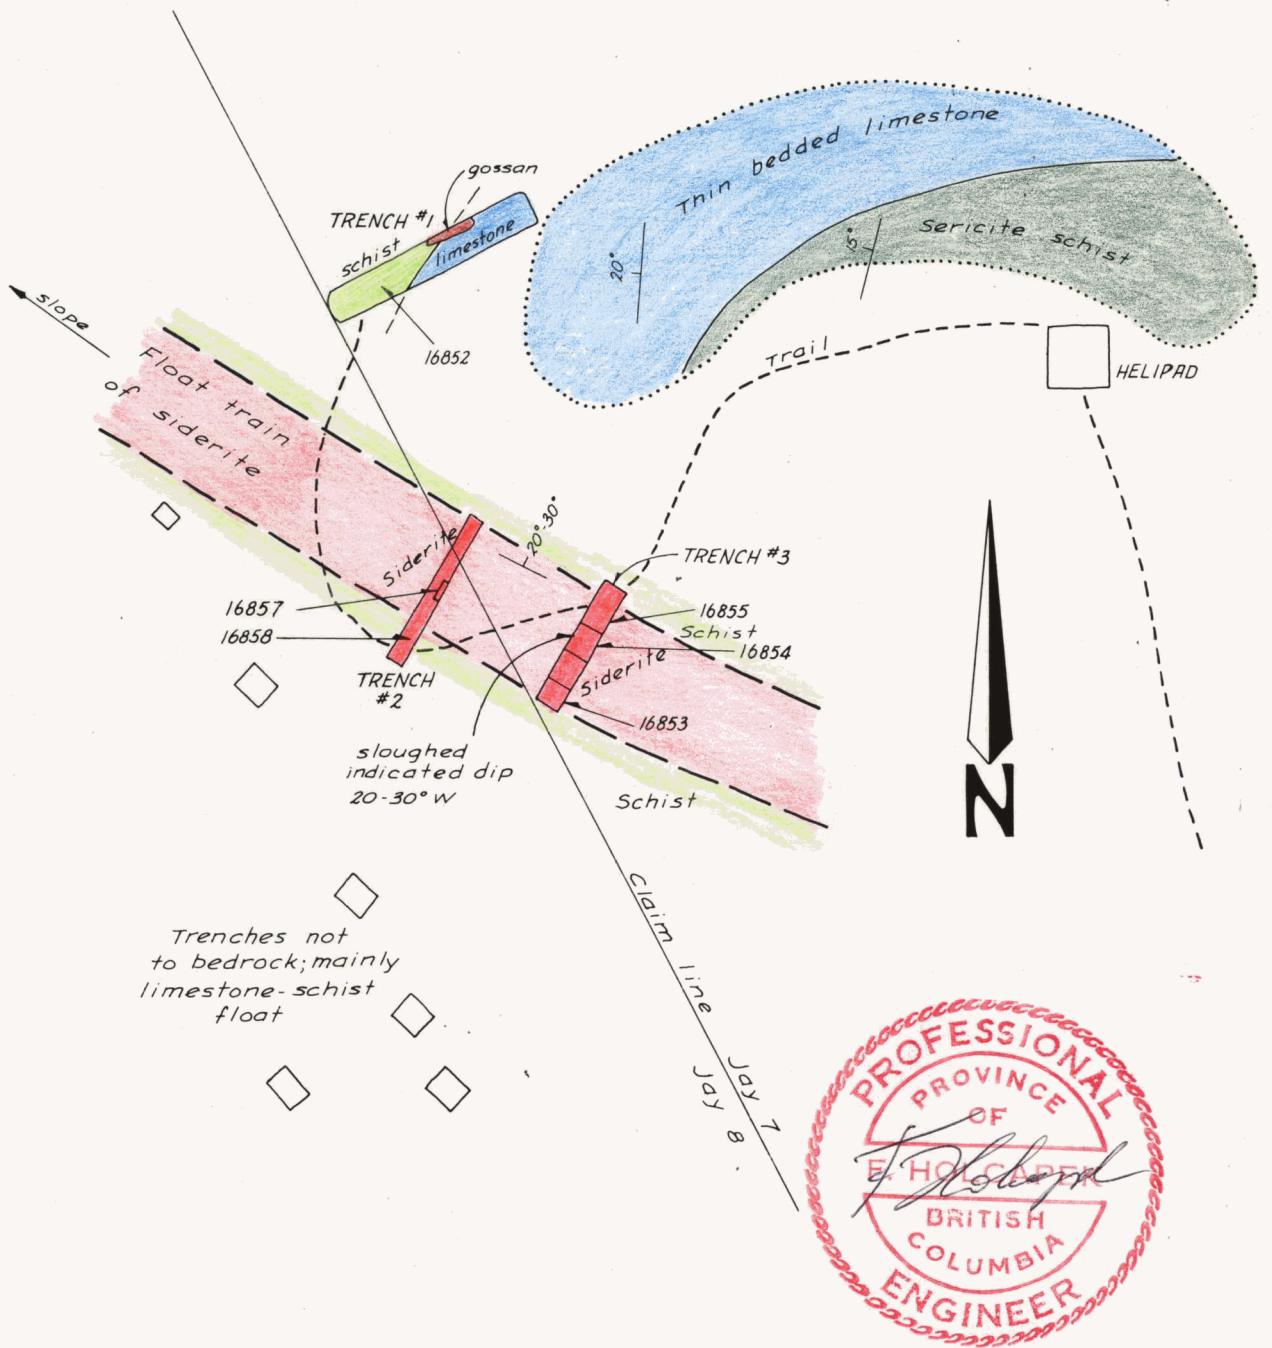 gossan
TRENCH #1
schist
limestone
16852
Thin bedded limestone
Sericite schist
20°
5°
Trail
HELIPAD
slope
Float train
of siderite
Siderite
20°-30°
TRENCH #3
16857
16858
TRENCH
#2
16855
Schist
16854
Siderite
16853
sloughed
indicated dip
20-30° W
Schist
N
Claim line
Jay 7
Jay 8
Trenches not
to bedrock; mainly
limestone-schist
float
PROFESSIONAL
PROVINCE
OF
E. HOLCAPEK
BRITISH
COLUMBIA
ENGINEER